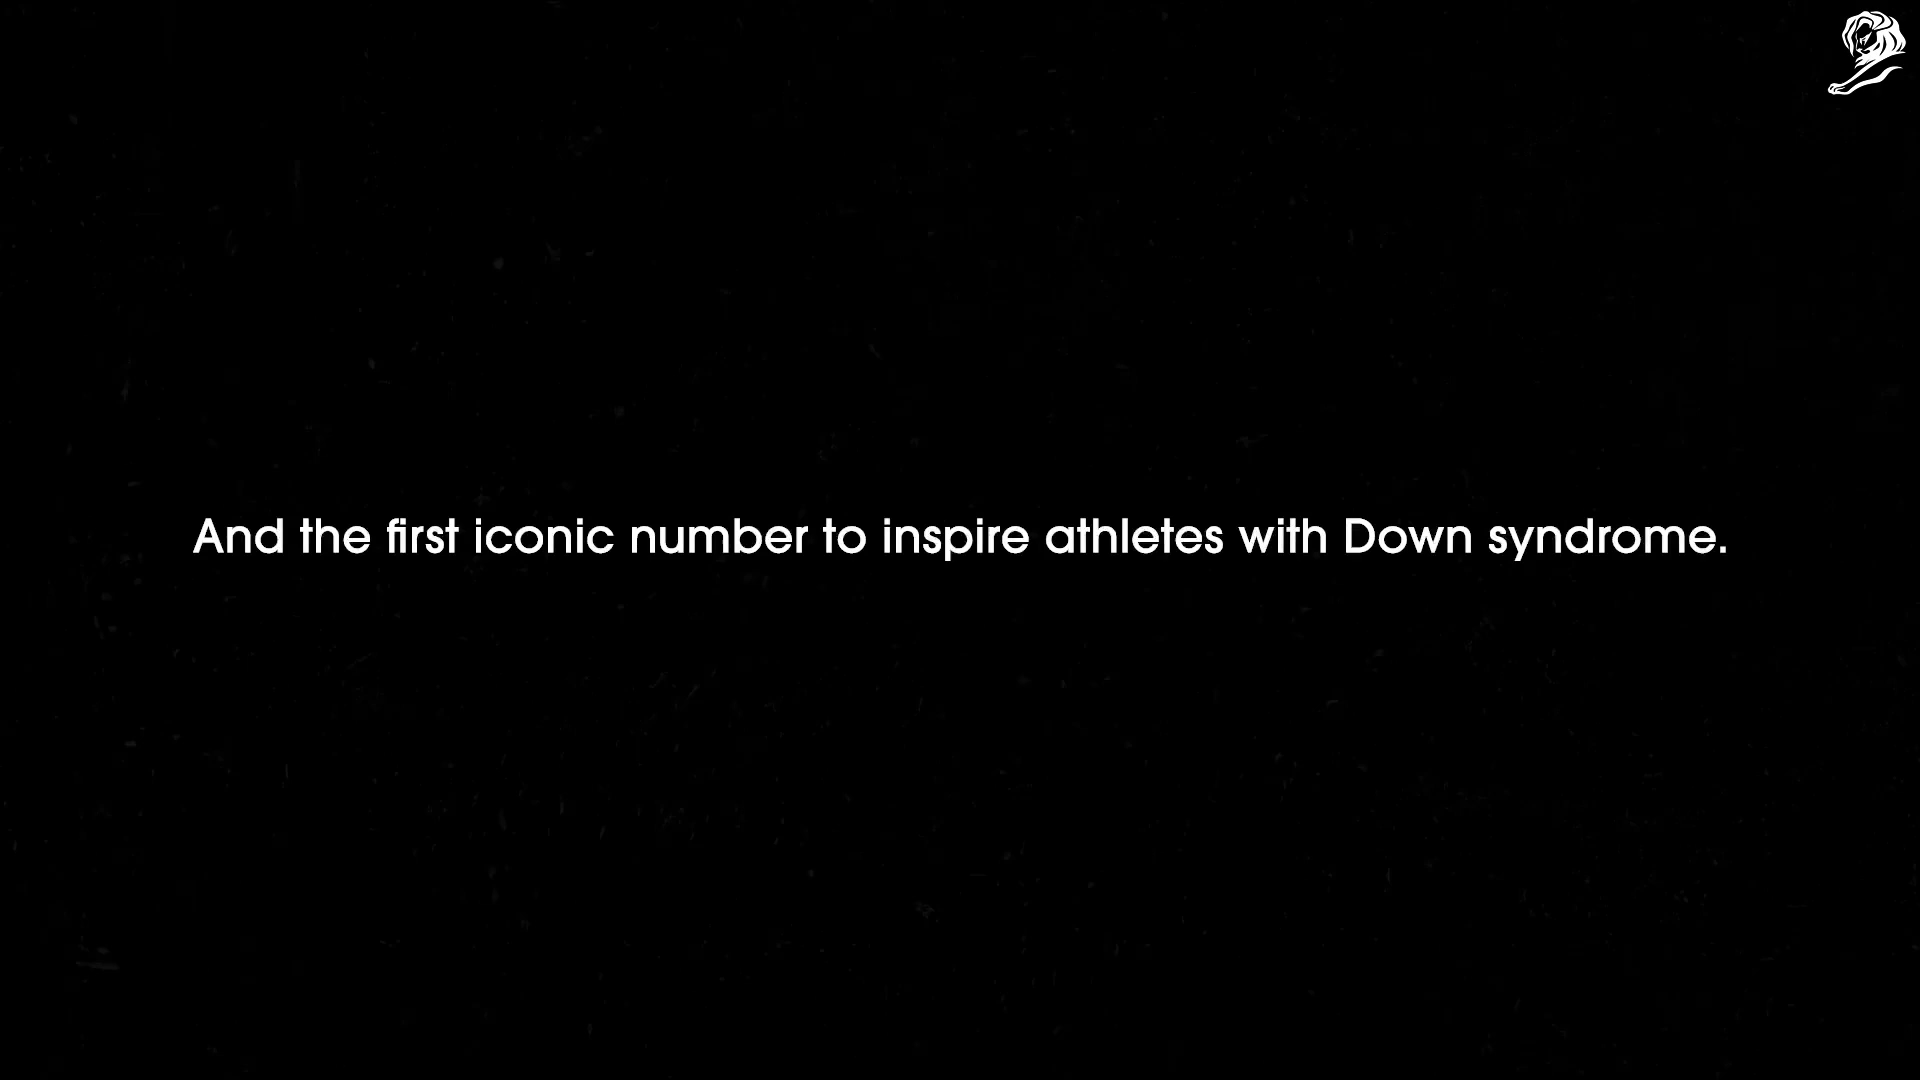 And the first iconic number to inspire athletes with Down syndrome.